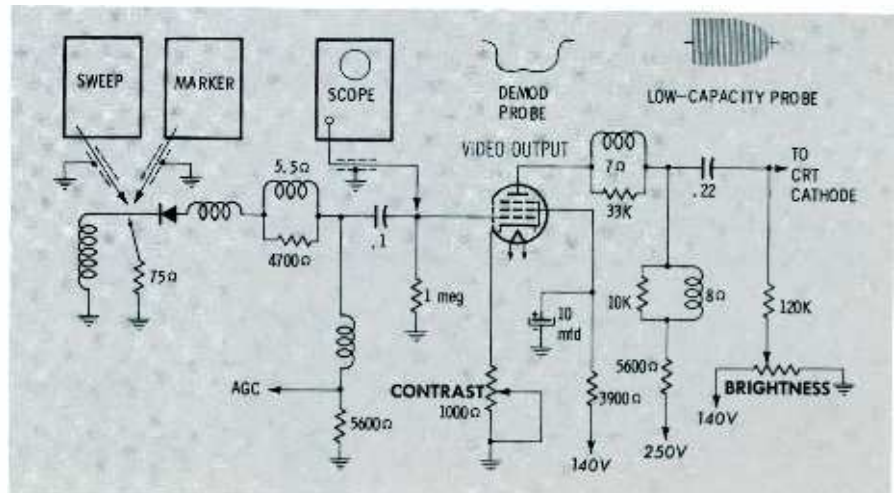 SWEEP
MARKER
SCOPE
DEMOD
PROBE
LOW-CAPACITY PROBE
VIDEO OUTPUT
5.5Ω
7Ω
33K
.22
TO
CRT
CATHODE
4700Ω
.1
75Ω
1 meg
10
mfd
10K
8Ω
120K
AGC
5600Ω
CONTRAST
1000Ω
3900Ω
5600Ω
BRIGHTNESS
140V
140V
250V